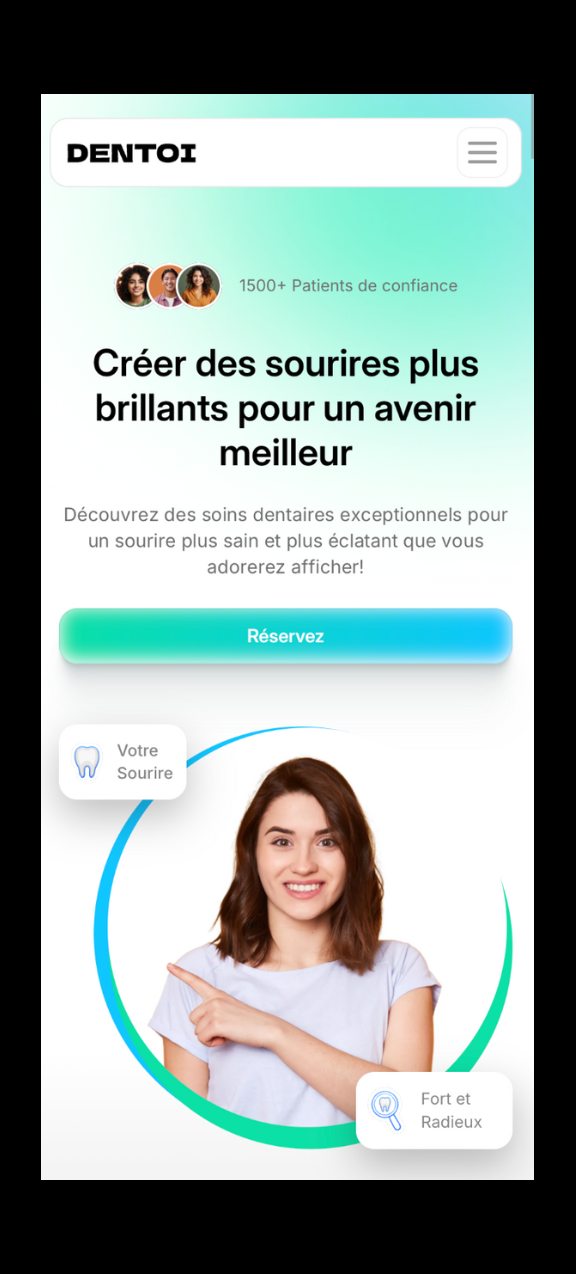 DENTOI
1500+ Patients de confiance
Créer des sourires plus
brillants pour un avenir
meilleur
Découvrez des soins dentaires exceptionnels pour
un sourire plus sain et plus éclatant que vous
adorerez afficher!
Réservez
Votre
Sourire
Fort et
Radieux